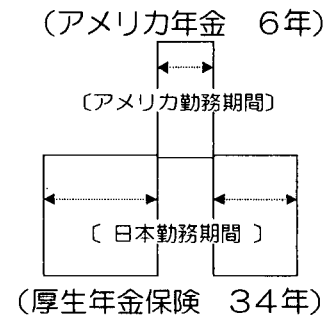 （アメリカ年金　６年）
〔アメリカ勤務期間〕
〔 日本勤務期間 〕
（厚生年金保険　３４年）